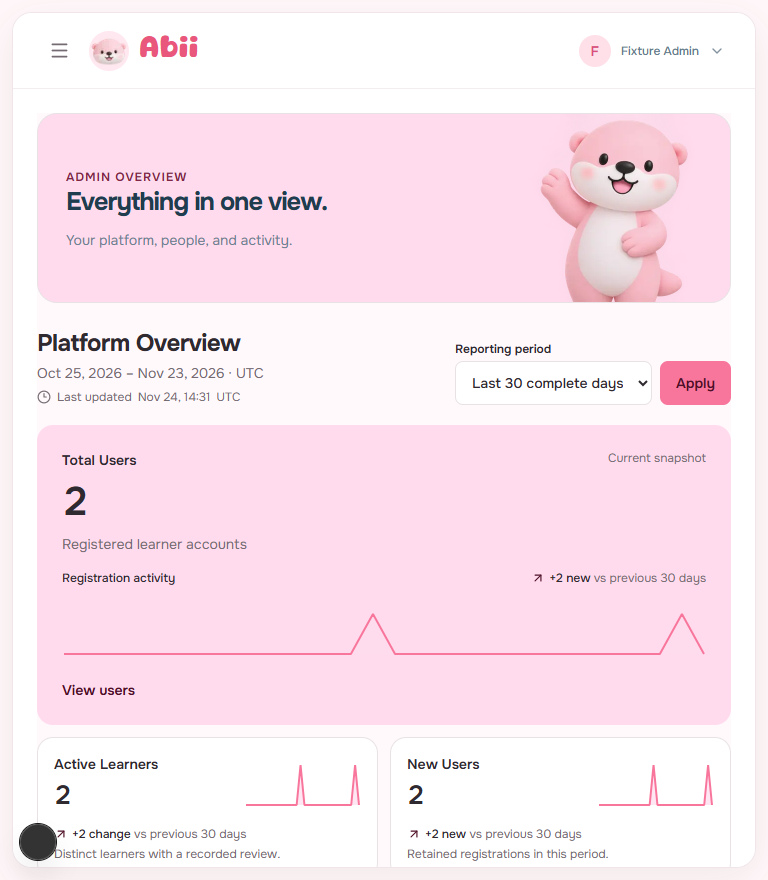 Abii
F
Fixture Admin
ADMIN OVERVIEW
Everything in one view.
Your platform, people, and activity.
Platform Overview
Oct 25, 2026 – Nov 23, 2026 · UTC
Last updated Nov 24, 14:31 UTC
Reporting period
Last 30 complete days
Apply
Total Users
Current snapshot
2
Registered learner accounts
Registration activity
+2 new vs previous 30 days
View users
Active Learners
2
+2 change vs previous 30 days
Distinct learners with a recorded review.
New Users
2
+2 new vs previous 30 days
Retained registrations in this period.